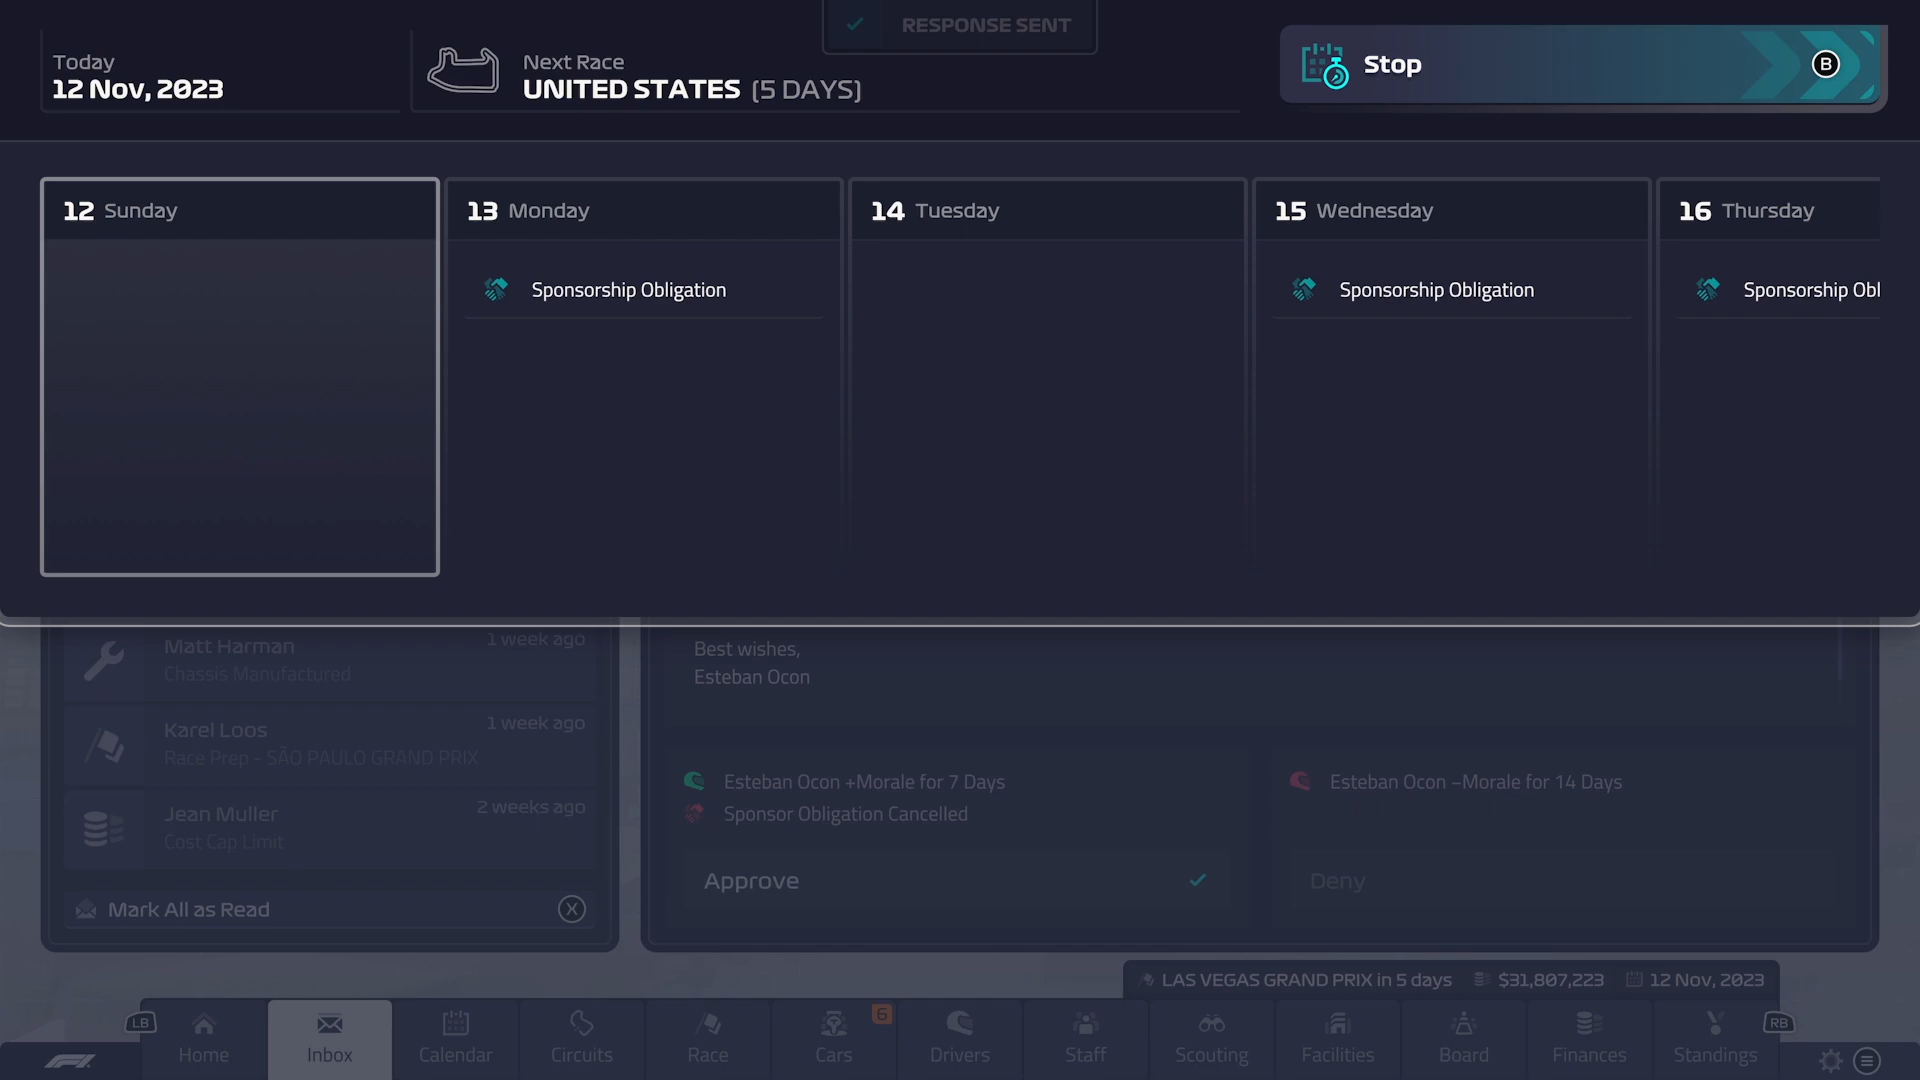 RESPONSE SENT
Today
12 Nov, 2023
Next Race
UNITED STATES (5 DAYS)
Stop
B
12 Sunday
13 Monday
14 Tuesday
15 Wednesday
16 Thursday
Sponsorship Obligation
Sponsorship Obligation
Sponsorship Obl
Matt Harman
1 week ago
Chassis Manufactured
Karel Loos
1 week ago
Race Prep - SÃO PAULO GRAND PRIX
Jean Muller
2 weeks ago
Cost Cap Limit
Mark All as Read
X
Best wishes,
Esteban Ocon
Esteban Ocon +Morale for 7 Days
Sponsor Obligation Cancelled
Approve
Esteban Ocon −Morale for 14 Days
Deny
LAS VEGAS GRAND PRIX in 5 days
$31,807,223
12 Nov, 2023
LB
Home
Inbox
Calendar
Circuits
Race
6
Cars
Drivers
Staff
Scouting
Facilities
Board
Finances
Standings
RB